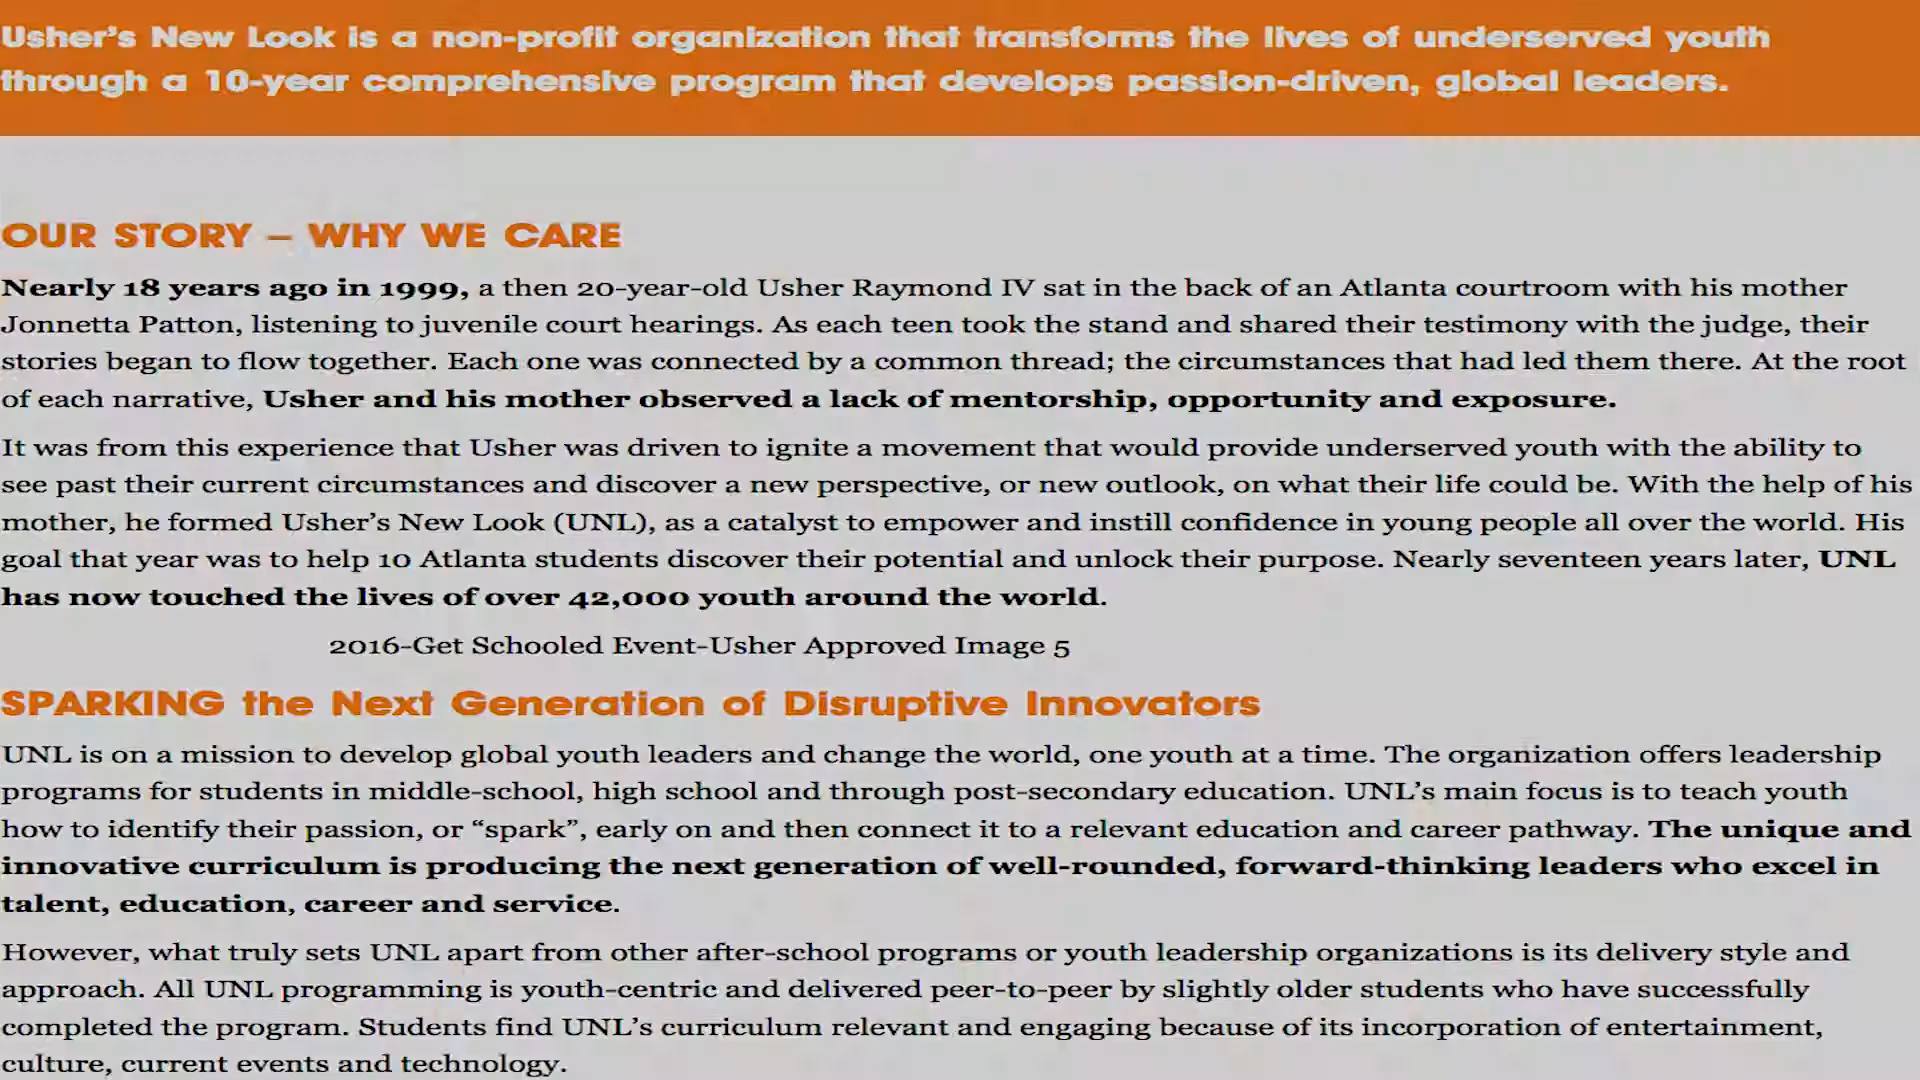 Usher's New Look is a non-profit organization that transforms the lives of underserved youth
through a 10-year comprehensive program that develops passion-driven, global leaders.
OUR STORY – WHY WE CARE
Nearly 18 years ago in 1999, a then 20-year-old Usher Raymond IV sat in the back of an Atlanta courtroom with his mother
Jonnetta Patton, listening to juvenile court hearings. As each teen took the stand and shared their testimony with the judge, their
stories began to flow together. Each one was connected by a common thread; the circumstances that had led them there. At the root
of each narrative, Usher and his mother observed a lack of mentorship, opportunity and exposure.
It was from this experience that Usher was driven to ignite a movement that would provide underserved youth with the ability to
see past their current circumstances and discover a new perspective, or new outlook, on what their life could be. With the help of his
mother, he formed Usher's New Look (UNL), as a catalyst to empower and instill confidence in young people all over the world. His
goal that year was to help 10 Atlanta students discover their potential and unlock their purpose. Nearly seventeen years later, UNL
has now touched the lives of over 42,000 youth around the world.
2016-Get Schooled Event-Usher Approved Image 5
SPARKING the Next Generation of Disruptive Innovators
UNL is on a mission to develop global youth leaders and change the world, one youth at a time. The organization offers leadership
programs for students in middle-school, high school and through post-secondary education. UNL's main focus is to teach youth
how to identify their passion, or “spark”, early on and then connect it to a relevant education and career pathway. The unique and
innovative curriculum is producing the next generation of well-rounded, forward-thinking leaders who excel in
talent, education, career and service.
However, what truly sets UNL apart from other after-school programs or youth leadership organizations is its delivery style and
approach. All UNL programming is youth-centric and delivered peer-to-peer by slightly older students who have successfully
completed the program. Students find UNL's curriculum relevant and engaging because of its incorporation of entertainment,
culture, current events and technology.